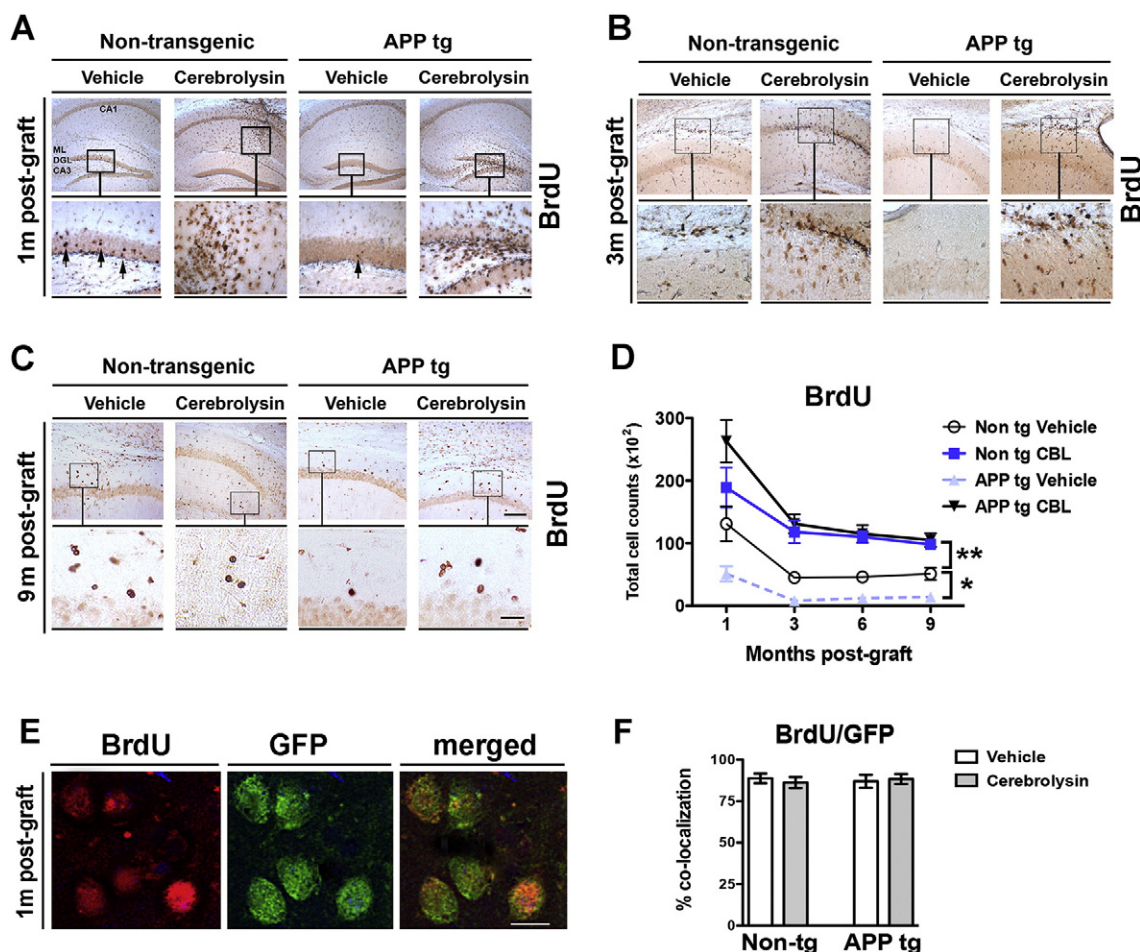 A
Non-transgenic APP tg
Vehicle Cerebrolysin Vehicle Cerebrolysin
1m post-graft
CA1
ML
DGL
CA3
BrdU
B
Non-transgenic APP tg
Vehicle Cerebrolysin Vehicle Cerebrolysin
3m post-graft
BrdU
C
Non-transgenic APP tg
Vehicle Cerebrolysin Vehicle Cerebrolysin
9m post-graft
BrdU
D
BrdU
Total cell counts (x10²)
300
200
100
0
1 3 6 9
Months post-graft
Non tg Vehicle
Non tg CBL
APP tg Vehicle
APP tg CBL
**
*
E
BrdU GFP merged
1m post-graft
F
BrdU/GFP
% co-localization
100
75
50
25
0
Non-tg APP tg
Vehicle
Cerebrolysin